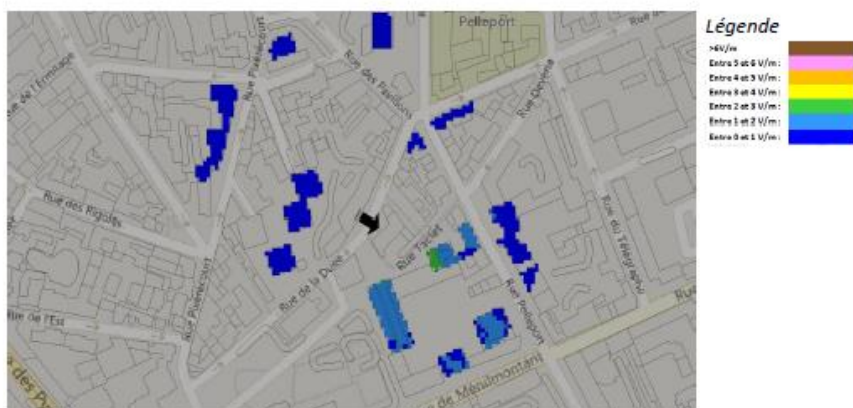 Pelleport
Rue de l'Ermitage
Rue Pixérécourt
Rue des Pavillons
Rue Devéria
Rue des Rigoles
Rue Taclet
Rue du Télégraphe
Rue de la Duée
Rue Pixérécourt
Rue Pelleport
Rue de l'Est
Rue de Ménilmontant
Légende
>6V/m
Entre 5 et 6 V/m :
Entre 4 et 5 V/m :
Entre 3 et 4 V/m :
Entre 2 et 3 V/m :
Entre 1 et 2 V/m :
Entre 0 et 1 V/m :